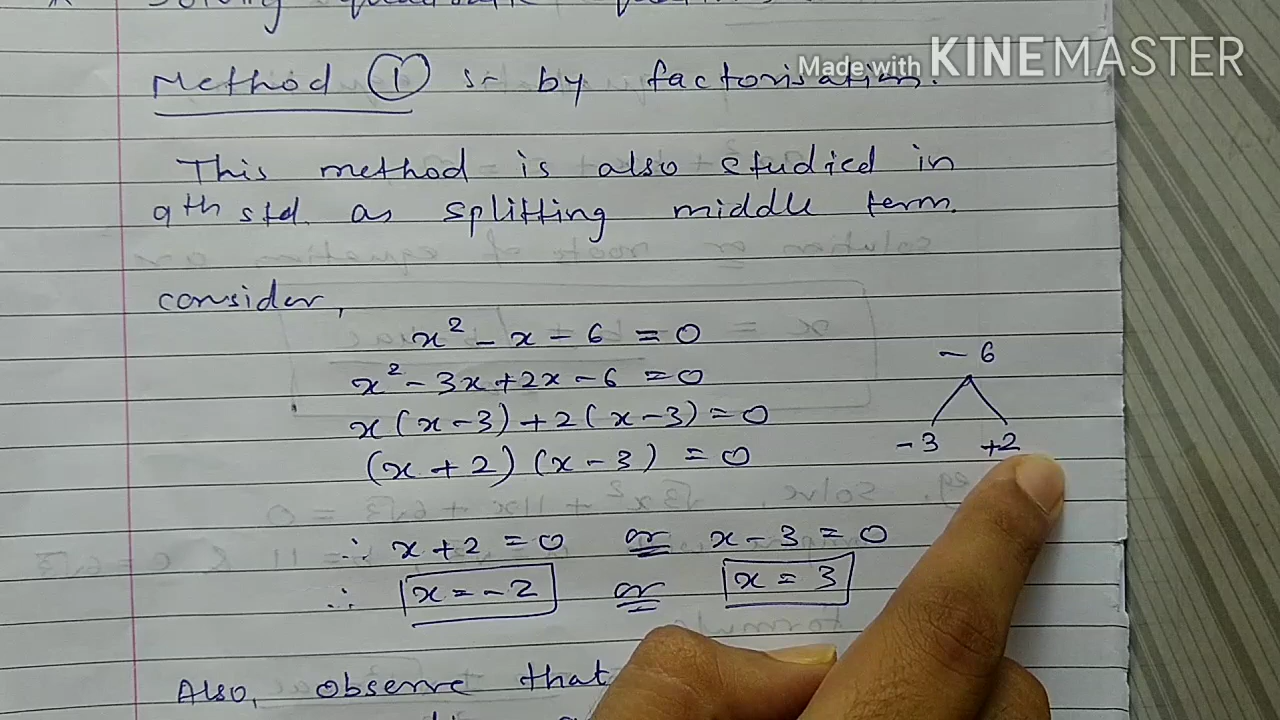 Made with KINEMASTER
Method ① :- by factorisation.
This method is also studied in
9th std. as splitting middle term.
consider,
x² - x - 6 = 0
x² - 3x + 2x - 6 = 0
x(x-3) + 2(x-3) = 0
(x+2)(x-3) = 0
- 6
-3 +2
∴ x+2 = 0 or x-3 = 0
∴ x = -2 or x = 3
Also, observe that